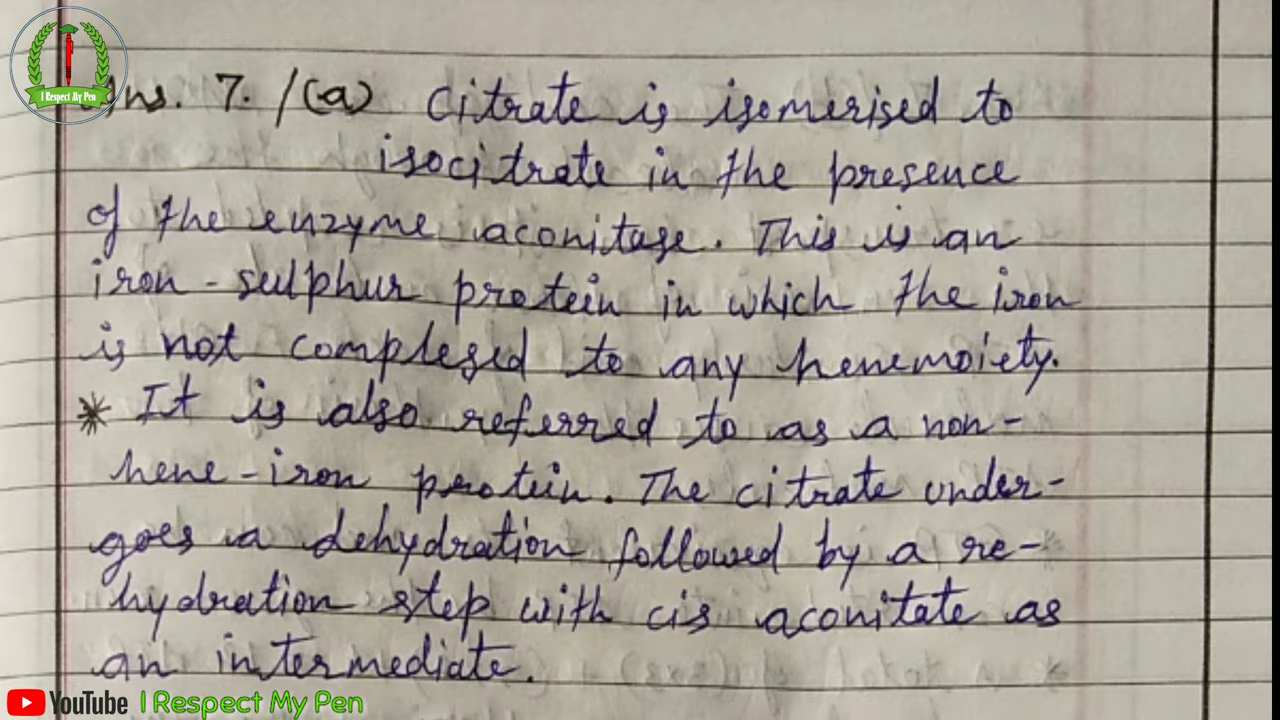 I Respect My Pen
Ans. 7. /(a) Citrate is isomerised to
isocitrate in the presence
of the enzyme aconitase. This is an
iron-sulphur protein in which the iron
is not complesed to any henemoiety.
* It is also referred to as a non-
hene-iron protein. The citrate under-
goes a dehydration followed by a re-
hydration step with cis aconitate as
an intermediate.
YouTube I Respect My Pen